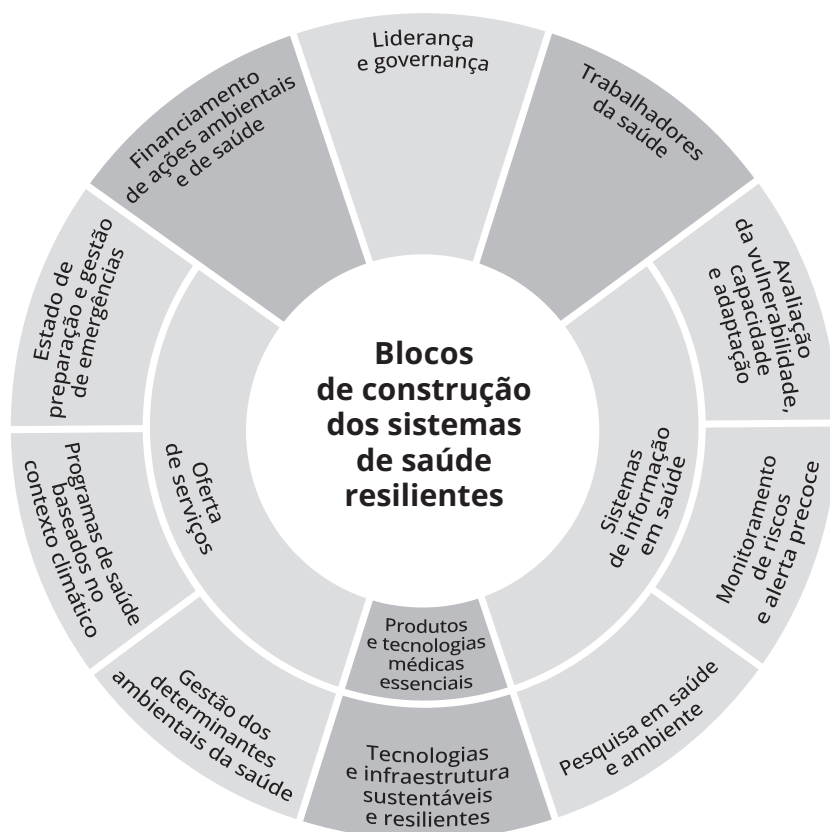 Liderança
e governança
Trabalhadores
da saúde
Avaliação
da vulnerabilidade,
capacidade
e adaptação
Monitoramento
de riscos
e alerta precoce
Pesquisa em saúde
e ambiente
Tecnologias
e infraestrutura
sustentáveis
e resilientes
Gestão dos
determinantes
ambientais da saúde
Programas de saúde
baseados no
contexto climático
Estado de
preparação e gestão
de emergências
Financiamento
de ações ambientais
e de saúde
Sistemas
de informação
em saúde
Produtos
e tecnologias
médicas
essenciais
Oferta
de serviços
Blocos
de construção
dos sistemas
de saúde
resilientes